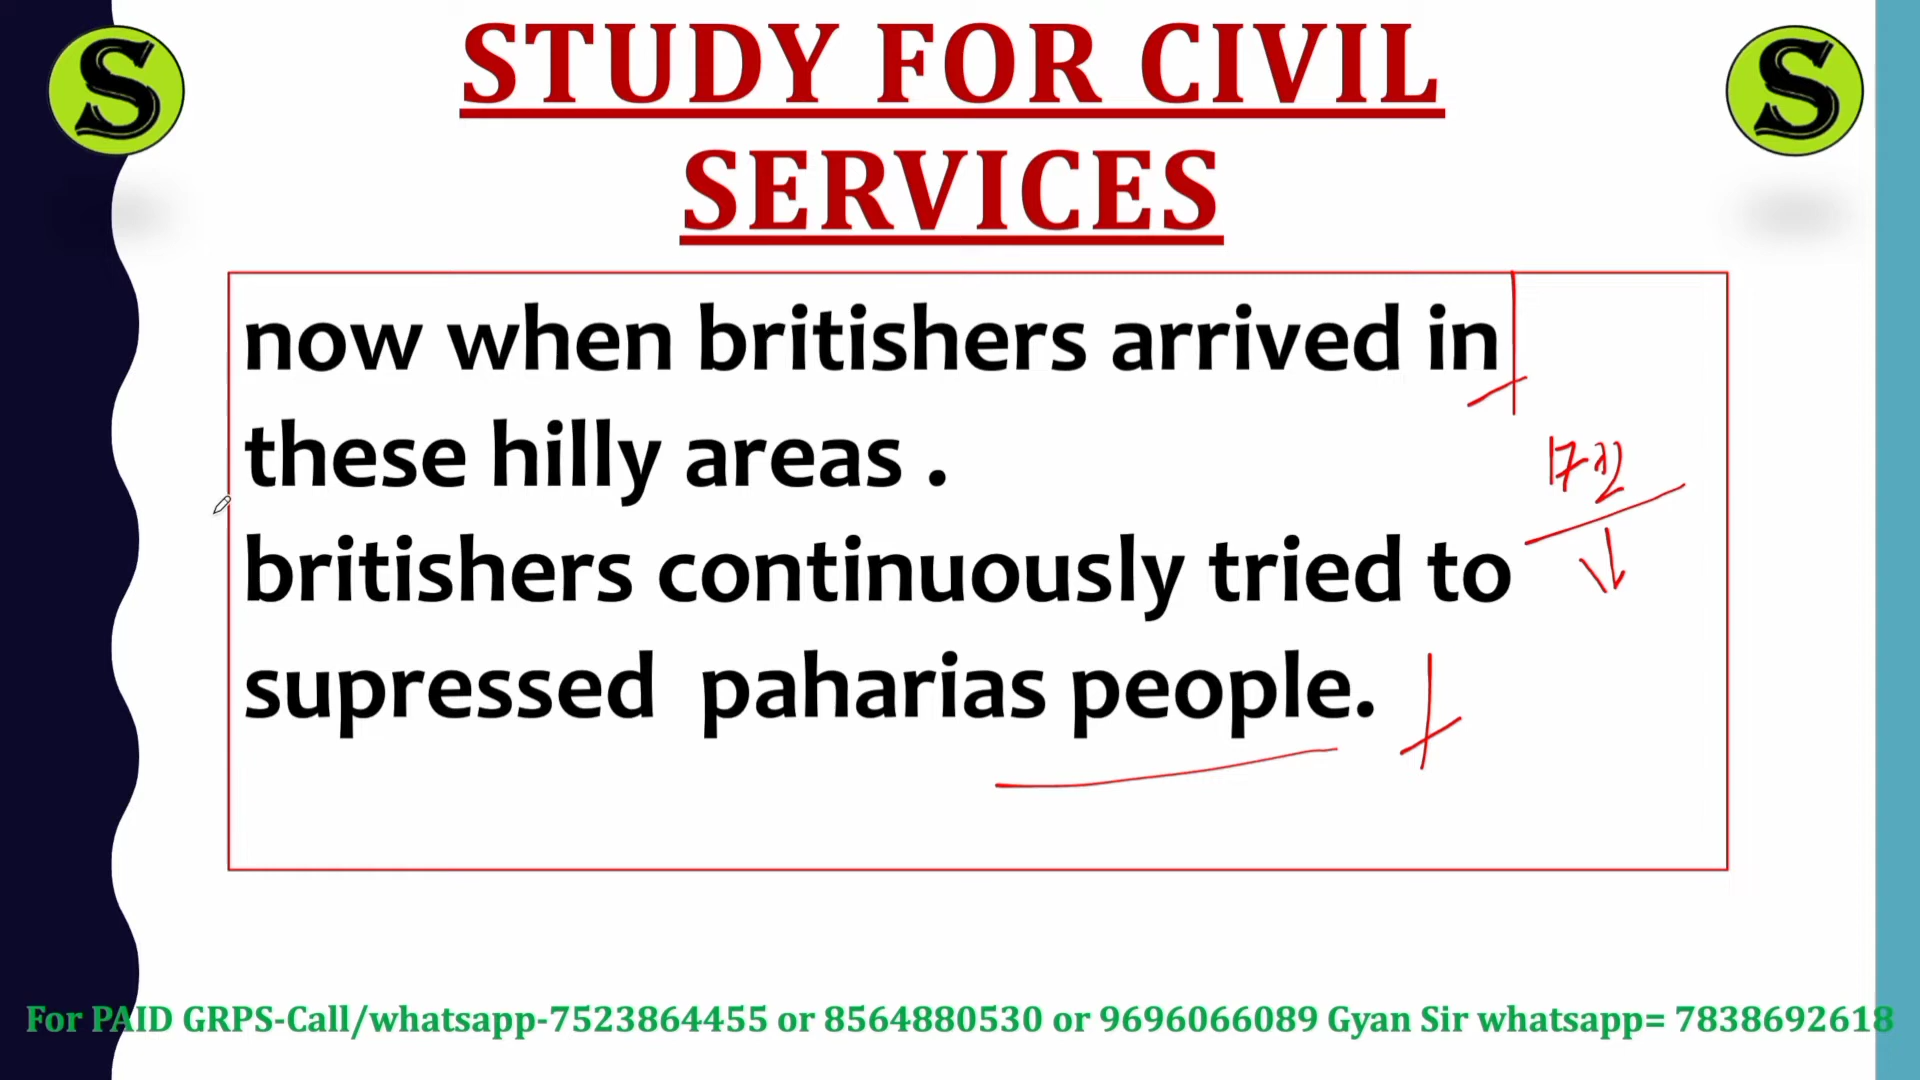 S
S
STUDY FOR CIVIL
SERVICES
now when britishers arrived in
these hilly areas .
britishers continuously tried to
supressed paharias people.
For PAID GRPS-Call/whatsapp-7523864455 or 8564880530 or 9696066089 Gyan Sir whatsapp= 7838692618